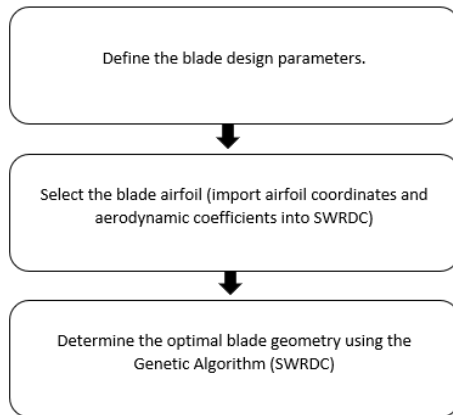 Define the blade design parameters.
Select the blade airfoil (import airfoil coordinates and
aerodynamic coefficients into SWRDC)
Determine the optimal blade geometry using the
Genetic Algorithm (SWRDC)